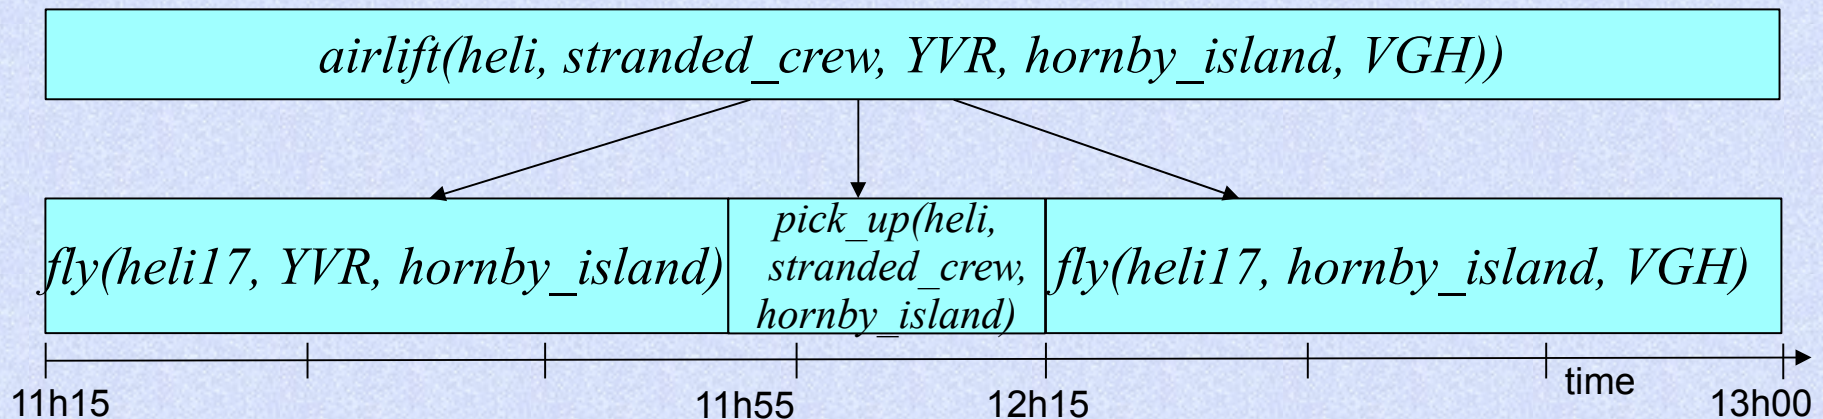 airlift(heli, stranded_crew, YVR, hornby_island, VGH))
fly(heli17, YVR, hornby_island)
pick_up(heli,
stranded_crew,
hornby_island)
fly(heli17, hornby_island, VGH)
time
11h15
11h55
12h15
13h00